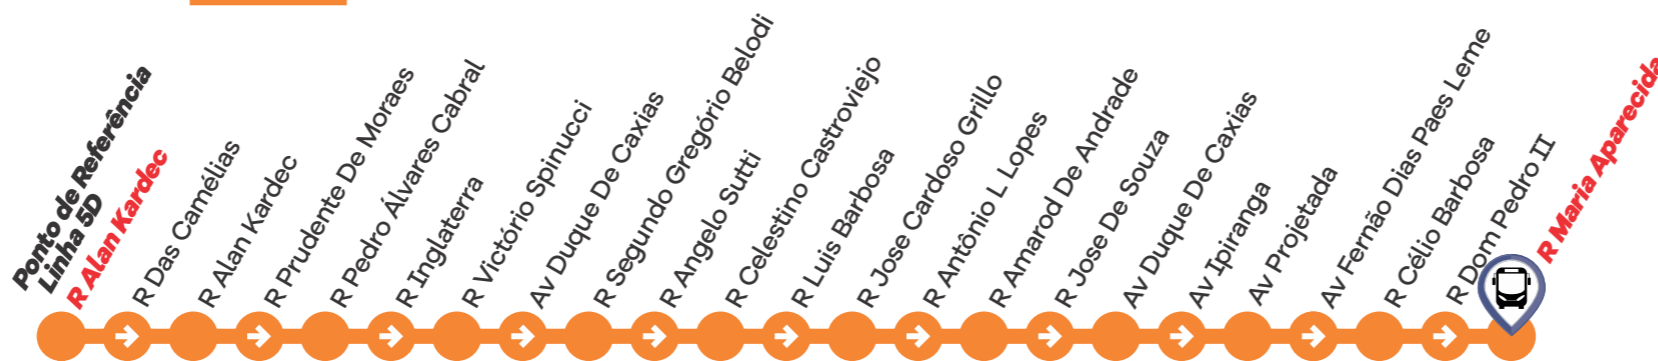 Ponto de Referência
Linha 5D
R Alan Kardec
R Das Camélias
R Alan Kardec
R Prudente De Moraes
R Pedro Álvares Cabral
R Inglaterra
R Victório Spinucci
Av Duque De Caxias
R Segundo Gregório Belodi
R Angelo Sutti
R Celestino Castroviejo
R Luis Barbosa
R Jose Cardoso Grillo
R Antônio L Lopes
R Amarod De Andrade
R Jose De Souza
Av Duque De Caxias
Av Ipiranga
Av Projetada
Av Fernão Dias Paes Leme
R Célio Barbosa
R Dom Pedro II
R Maria Aparecida